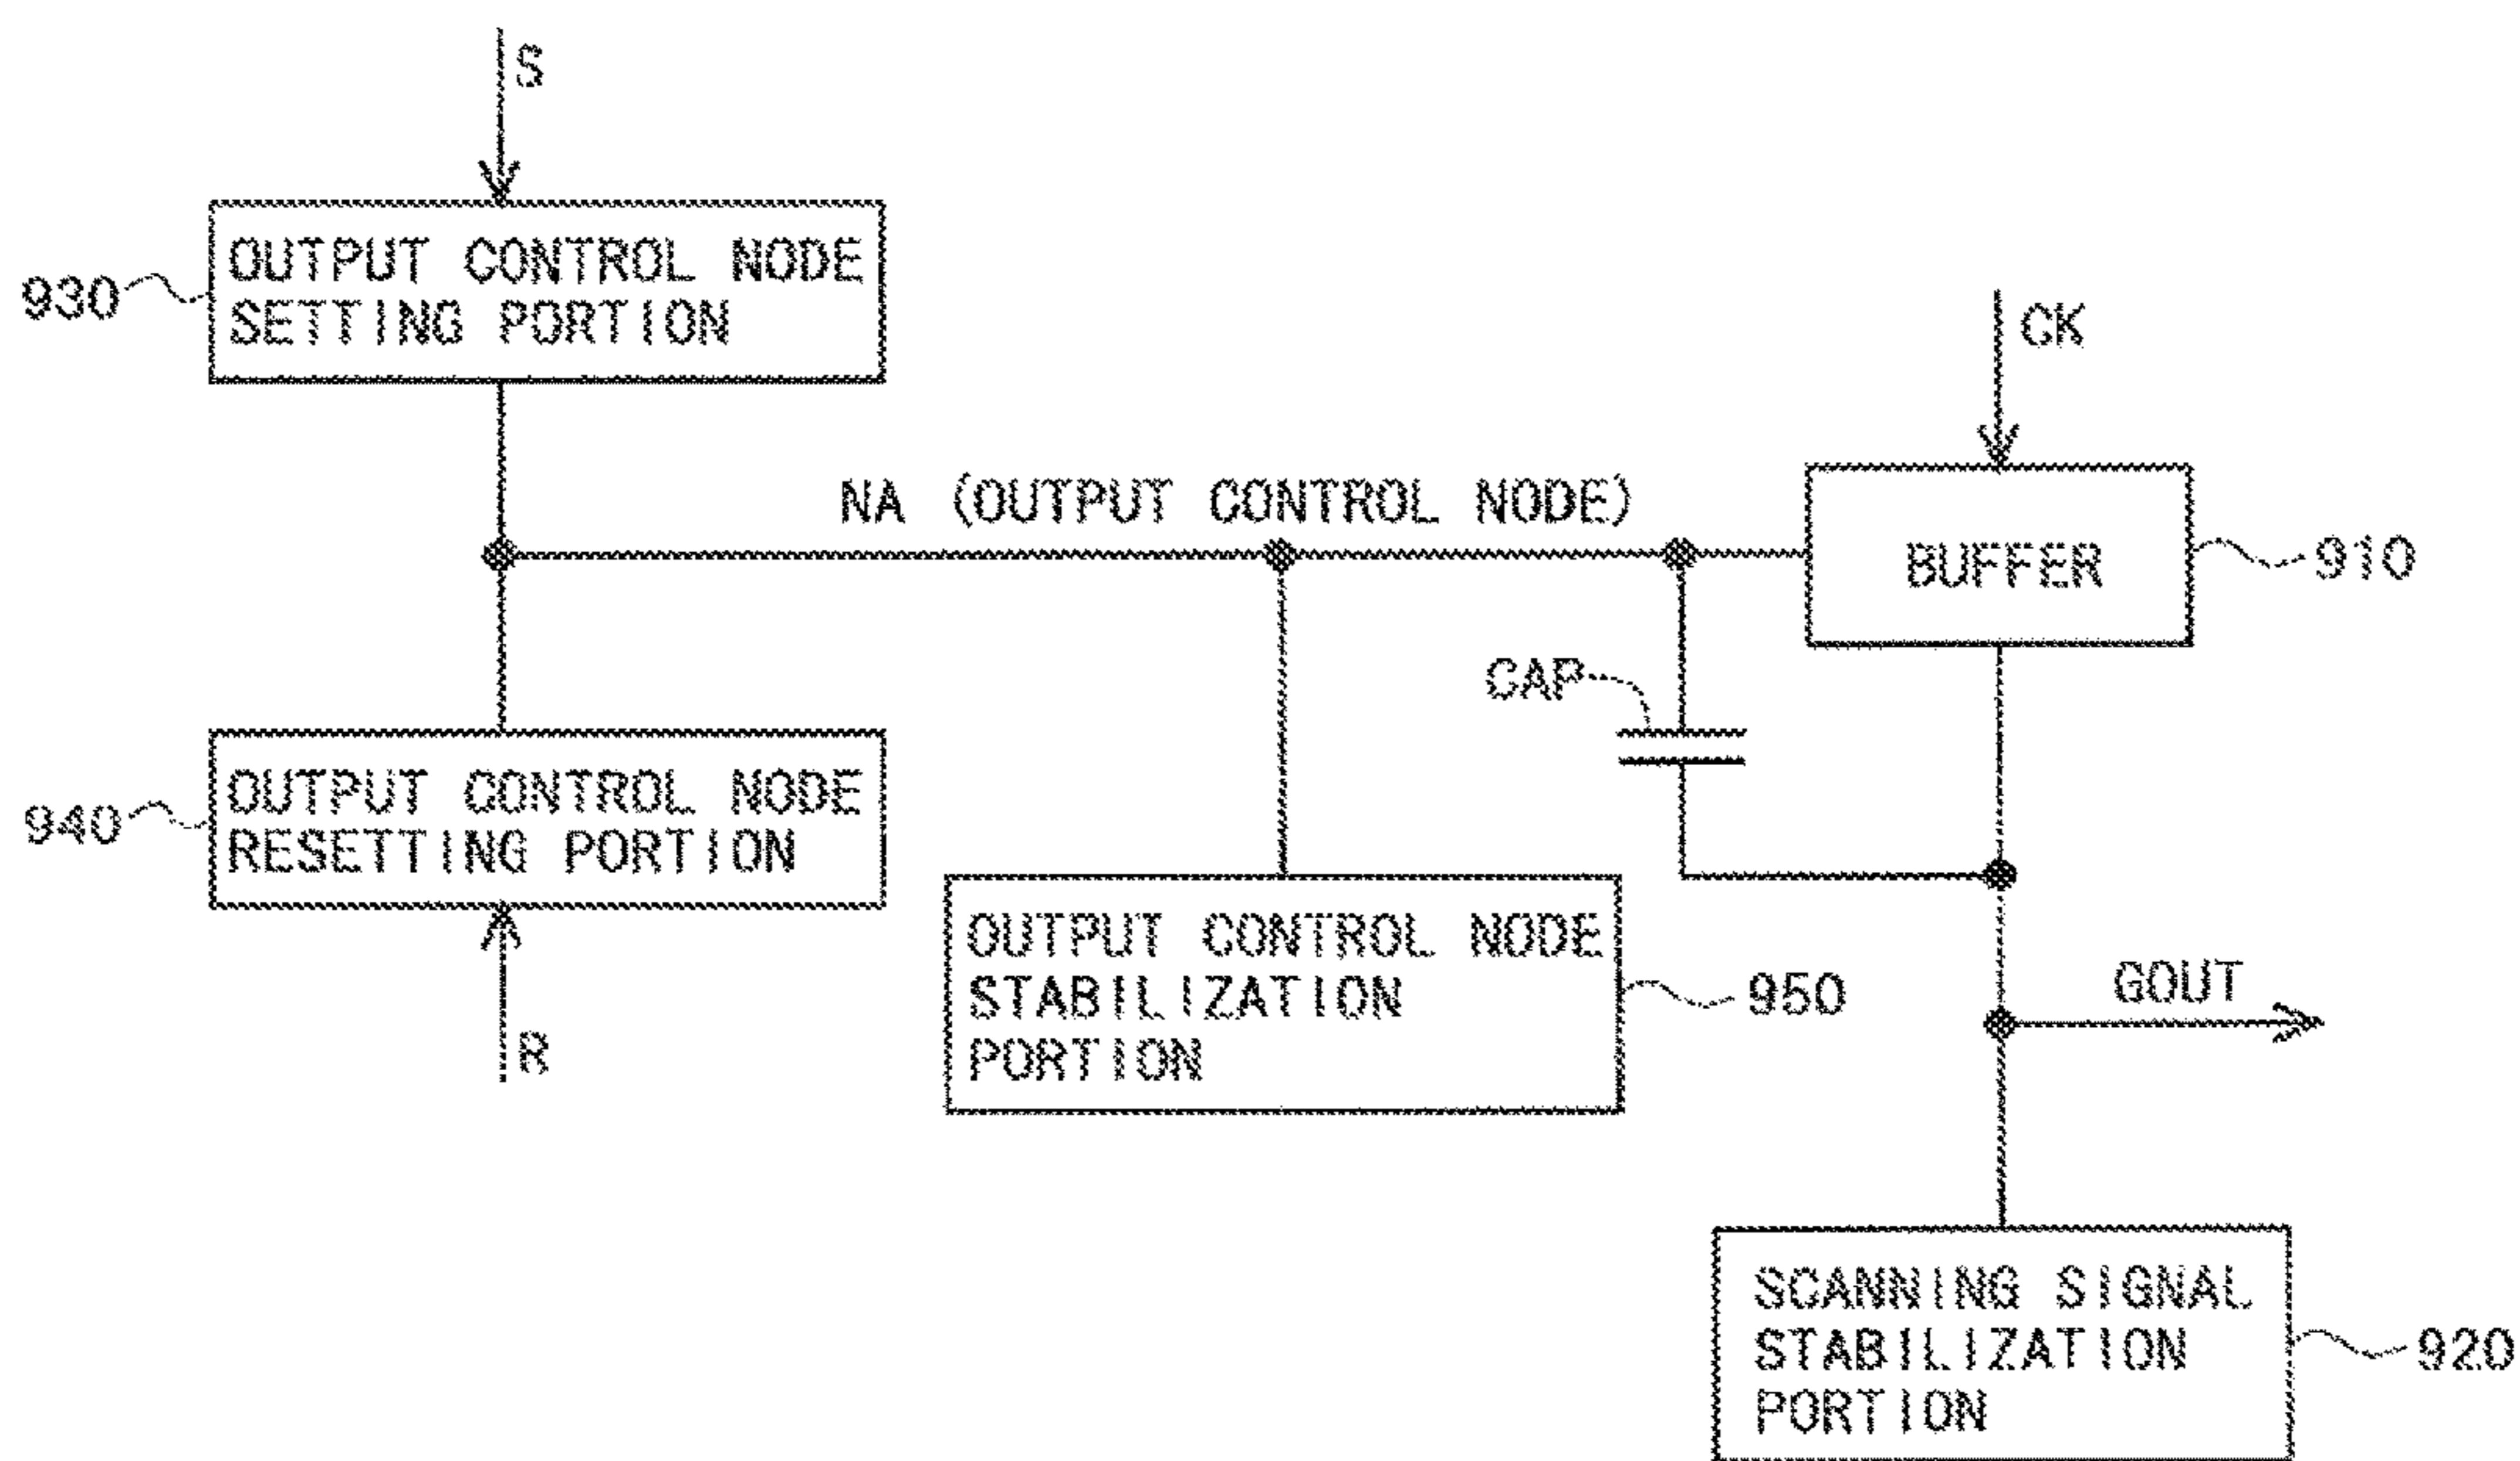 S
OUTPUT CONTROL NODE
SETTING PORTION
930
CK
NA (OUTPUT CONTROL NODE)
BUFFER
910
CAP
OUTPUT CONTROL NODE
RESETTING PORTION
940
R
OUTPUT CONTROL NODE
STABILIZATION
PORTION
950
GOUT
SCANNING SIGNAL
STABILIZATION
PORTION
920